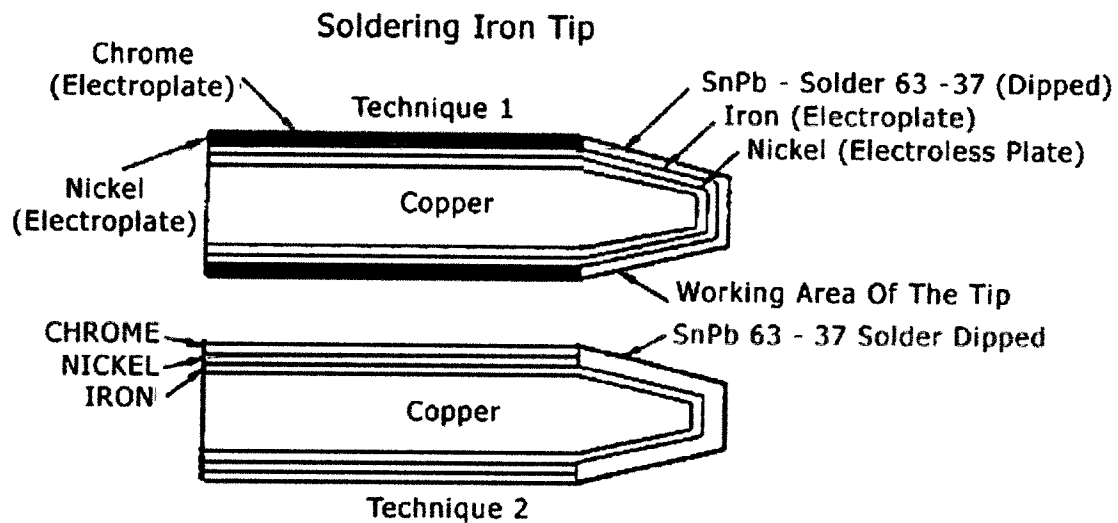 Soldering Iron Tip
Chrome
(Electroplate)
Technique 1
SnPb - Solder 63 -37 (Dipped)
Iron (Electroplate)
Nickel (Electroless Plate)
Nickel
(Electroplate)
Copper
Working Area Of The Tip
CHROME
NICKEL
IRON
SnPb 63 - 37 Solder Dipped
Copper
Technique 2